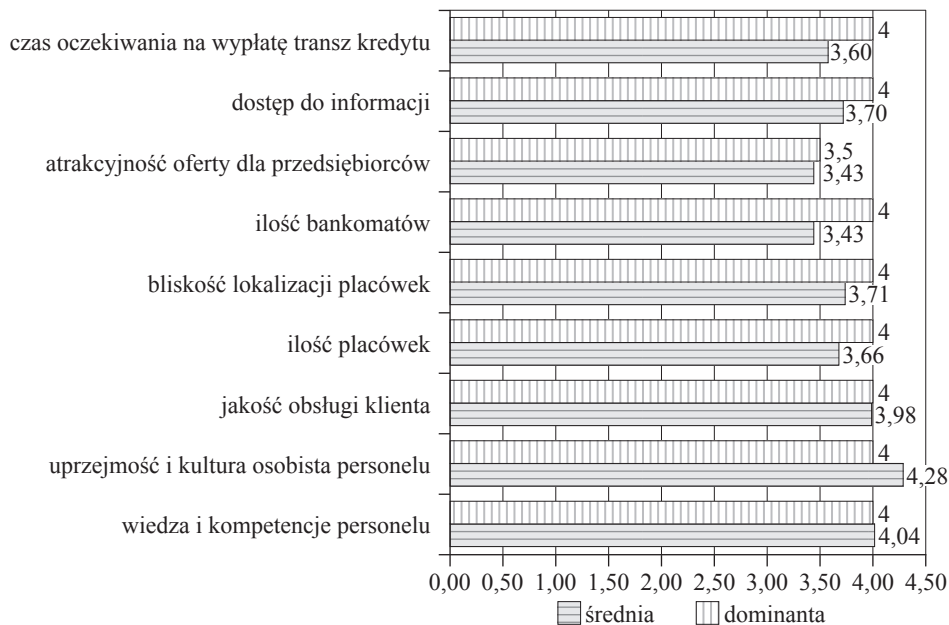 czas oczekiwania na wypłatę transz kredytu
4
3,60
dostęp do informacji
4
3,70
atrakcyjność oferty dla przedsiębiorców
3,5
3,43
ilość bankomatów
4
3,43
bliskość lokalizacji placówek
4
3,71
ilość placówek
4
3,66
jakość obsługi klienta
4
3,98
uprzejmość i kultura osobista personelu
4
4,28
wiedza i kompetencje personelu
4
4,04
0,00 0,50 1,00 1,50 2,00 2,50 3,00 3,50 4,00 4,50
średnia dominanta